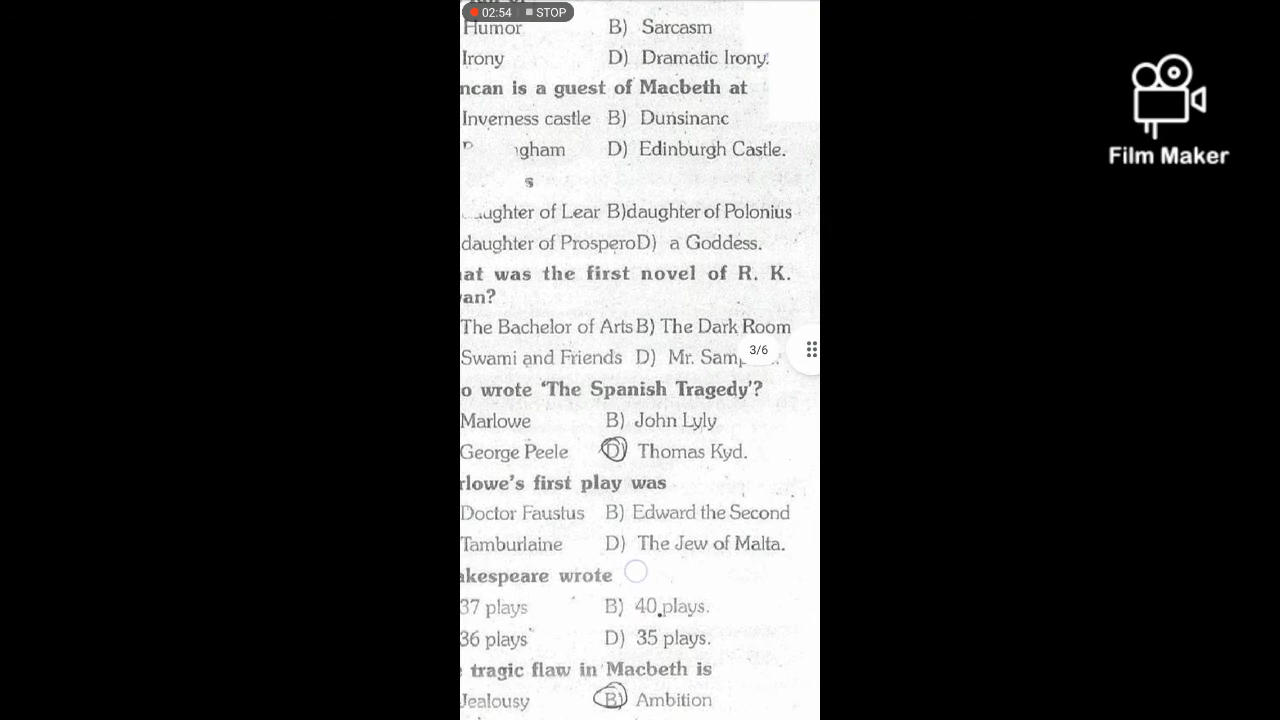 02:54 STOP
Humor B) Sarcasm
Irony D) Dramatic Irony.
ncan is a guest of Macbeth at
Inverness castle B) Dunsinanc
gham D) Edinburgh Castle.
s
ughter of Lear B)daughter of Polonius
daughter of Prospero D) a Goddess.
at was the first novel of R. K.
an?
The Bachelor of Arts B) The Dark Room
Swami and Friends D) Mr. Sam
3/6
o wrote ‘The Spanish Tragedy’?
Marlowe B) John Lyly
George Peele D) Thomas Kyd.
rlowe's first play was
Doctor Faustus B) Edward the Second
Tamburlaine D) The Jew of Malta.
akespeare wrote
37 plays B) 40 plays.
36 plays D) 35 plays.
tragic flaw in Macbeth is
Jealousy B) Ambition
Film Maker